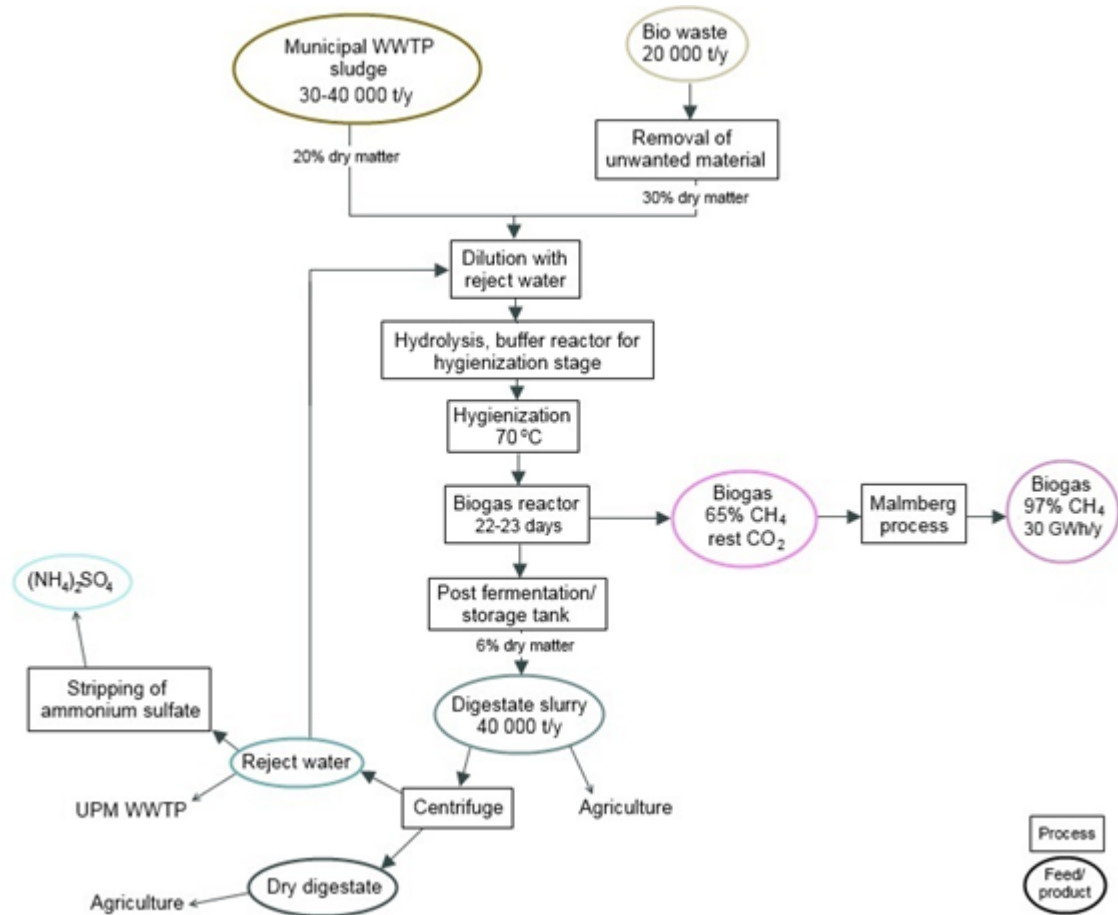 Municipal WWTP
sludge
30-40 000 t/y
Bio waste
20 000 t/y
Removal of
unwanted material
20% dry matter
30% dry matter
Dilution with
reject water
Hydrolysis, buffer reactor for
hygienization stage
Hygienization
70 ºC
Biogas reactor
22-23 days
Biogas
65% CH₄
rest CO₂
Malmberg
process
Biogas
97% CH₄
30 GWh/y
Post fermentation/
storage tank
6% dry matter
(NH₄)₂SO₄
Stripping of
ammonium sulfate
Digestate slurry
40 000 t/y
Reject water
UPM WWTP
Centrifuge
Agriculture
Dry digestate
Agriculture
Process
Feed/
product